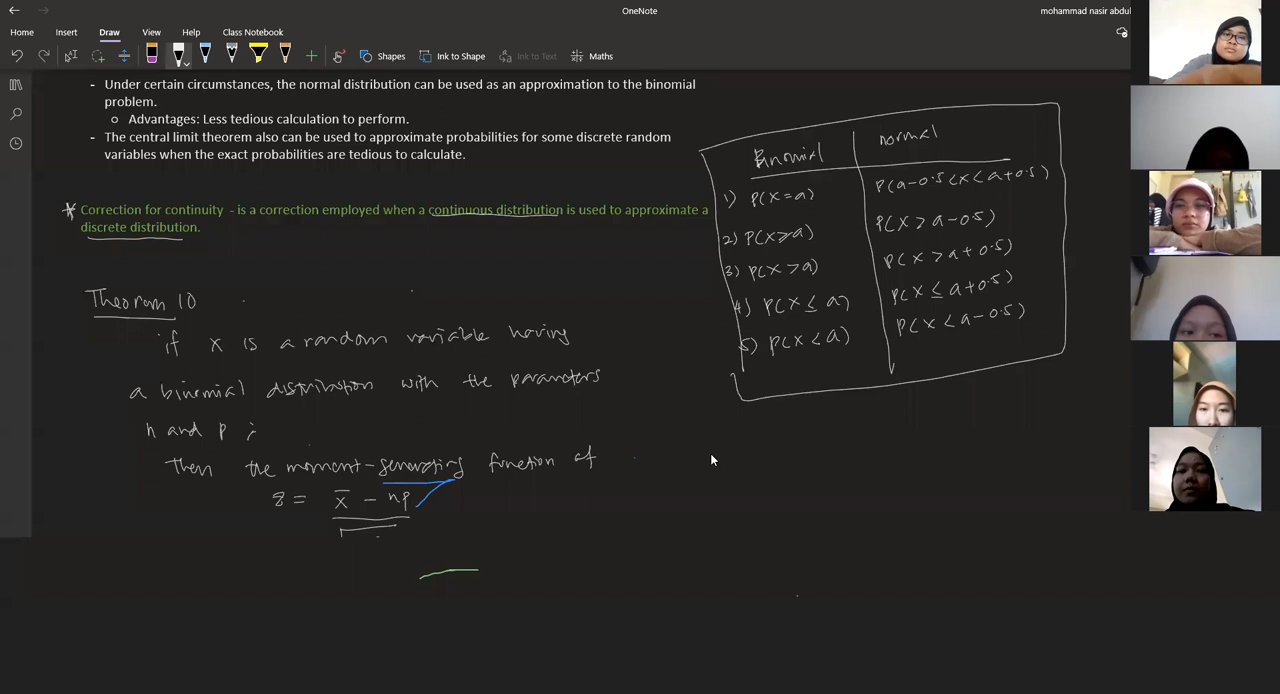 OneNote
mohammad nasir abdul
Home Insert Draw View Help Class Notebook
Shapes Ink to Shape Ink to Text Maths
- Under certain circumstances, the normal distribution can be used as an approximation to the binomial
problem.
o Advantages: Less tedious calculation to perform.
- The central limit theorem also can be used to approximate probabilities for some discrete random
variables when the exact probabilities are tedious to calculate.
* Correction for continuity - is a correction employed when a continuous distribution is used to approximate a
discrete distribution.
Theorem 10
if x is a random variable having
a binomial distribution with the parameters
n and p ;
Then the moment-generating function of
z = x̄ - np
Binomial normal
1) P(X=a) P(a-0.5<x<a+0.5)
2) P(X≥a) P(X≥a-0.5)
3) P(X>a) P(X>a+0.5)
4) P(X≤a) P(X≤a+0.5)
5) P(X<a) P(X<a-0.5)